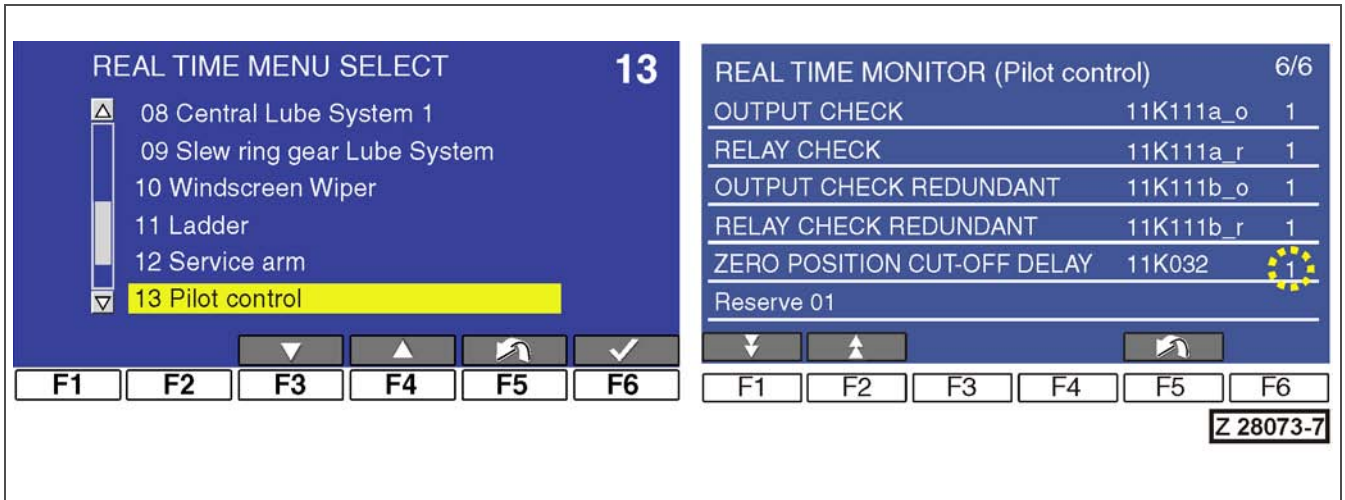 REAL TIME MENU SELECT 13
08 Central Lube System 1
09 Slew ring gear Lube System
10 Windscreen Wiper
11 Ladder
12 Service arm
13 Pilot control
F1 F2 F3 F4 F5 F6
REAL TIME MONITOR (Pilot control) 6/6
OUTPUT CHECK 11K111a_o 1
RELAY CHECK 11K111a_r 1
OUTPUT CHECK REDUNDANT 11K111b_o 1
RELAY CHECK REDUNDANT 11K111b_r 1
ZERO POSITION CUT-OFF DELAY 11K032 1
Reserve 01
F1 F2 F3 F4 F5 F6
Z 28073-7